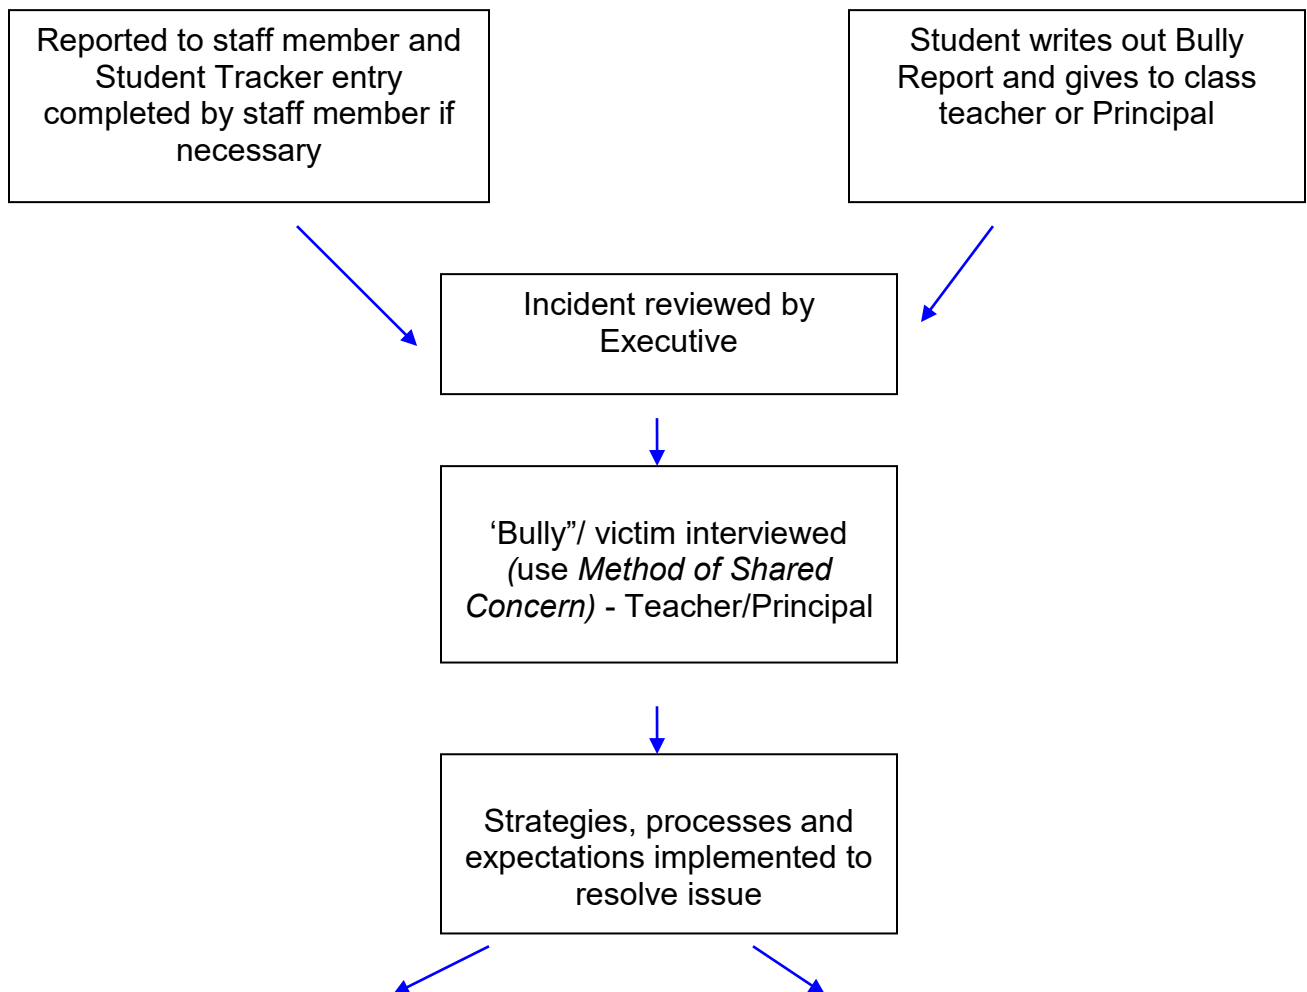 Reported to staff member and
Student Tracker entry
completed by staff member if
necessary
Student writes out Bully
Report and gives to class
teacher or Principal
Incident reviewed by
Executive
‘Bully”/ victim interviewed
(use Method of Shared
Concern) - Teacher/Principal
Strategies, processes and
expectations implemented to
resolve issue